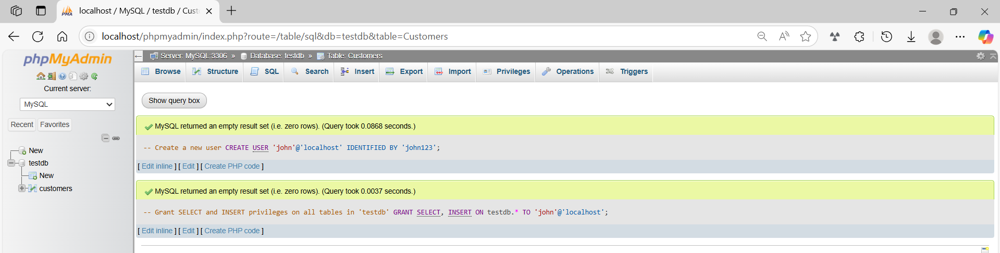 localhost / MySQL / testdb / Cust
localhost/phpmyadmin/index.php?route=/table/sql&db=testdb&table=Customers
phpMyAdmin
Current server:
MySQL
Recent Favorites
New
testdb
New
customers
Server: MySQL:3306 » Database: testdb » Table: Customers
Browse Structure SQL Search Insert Export Import Privileges Operations Triggers
Show query box
MySQL returned an empty result set (i.e. zero rows). (Query took 0.0868 seconds.)
-- Create a new user CREATE USER 'john'@'localhost' IDENTIFIED BY 'john123';
[ Edit inline ] [ Edit ] [ Create PHP code ]
MySQL returned an empty result set (i.e. zero rows). (Query took 0.0037 seconds.)
-- Grant SELECT and INSERT privileges on all tables in 'testdb' GRANT SELECT, INSERT ON testdb.* TO 'john'@'localhost';
[ Edit inline ] [ Edit ] [ Create PHP code ]